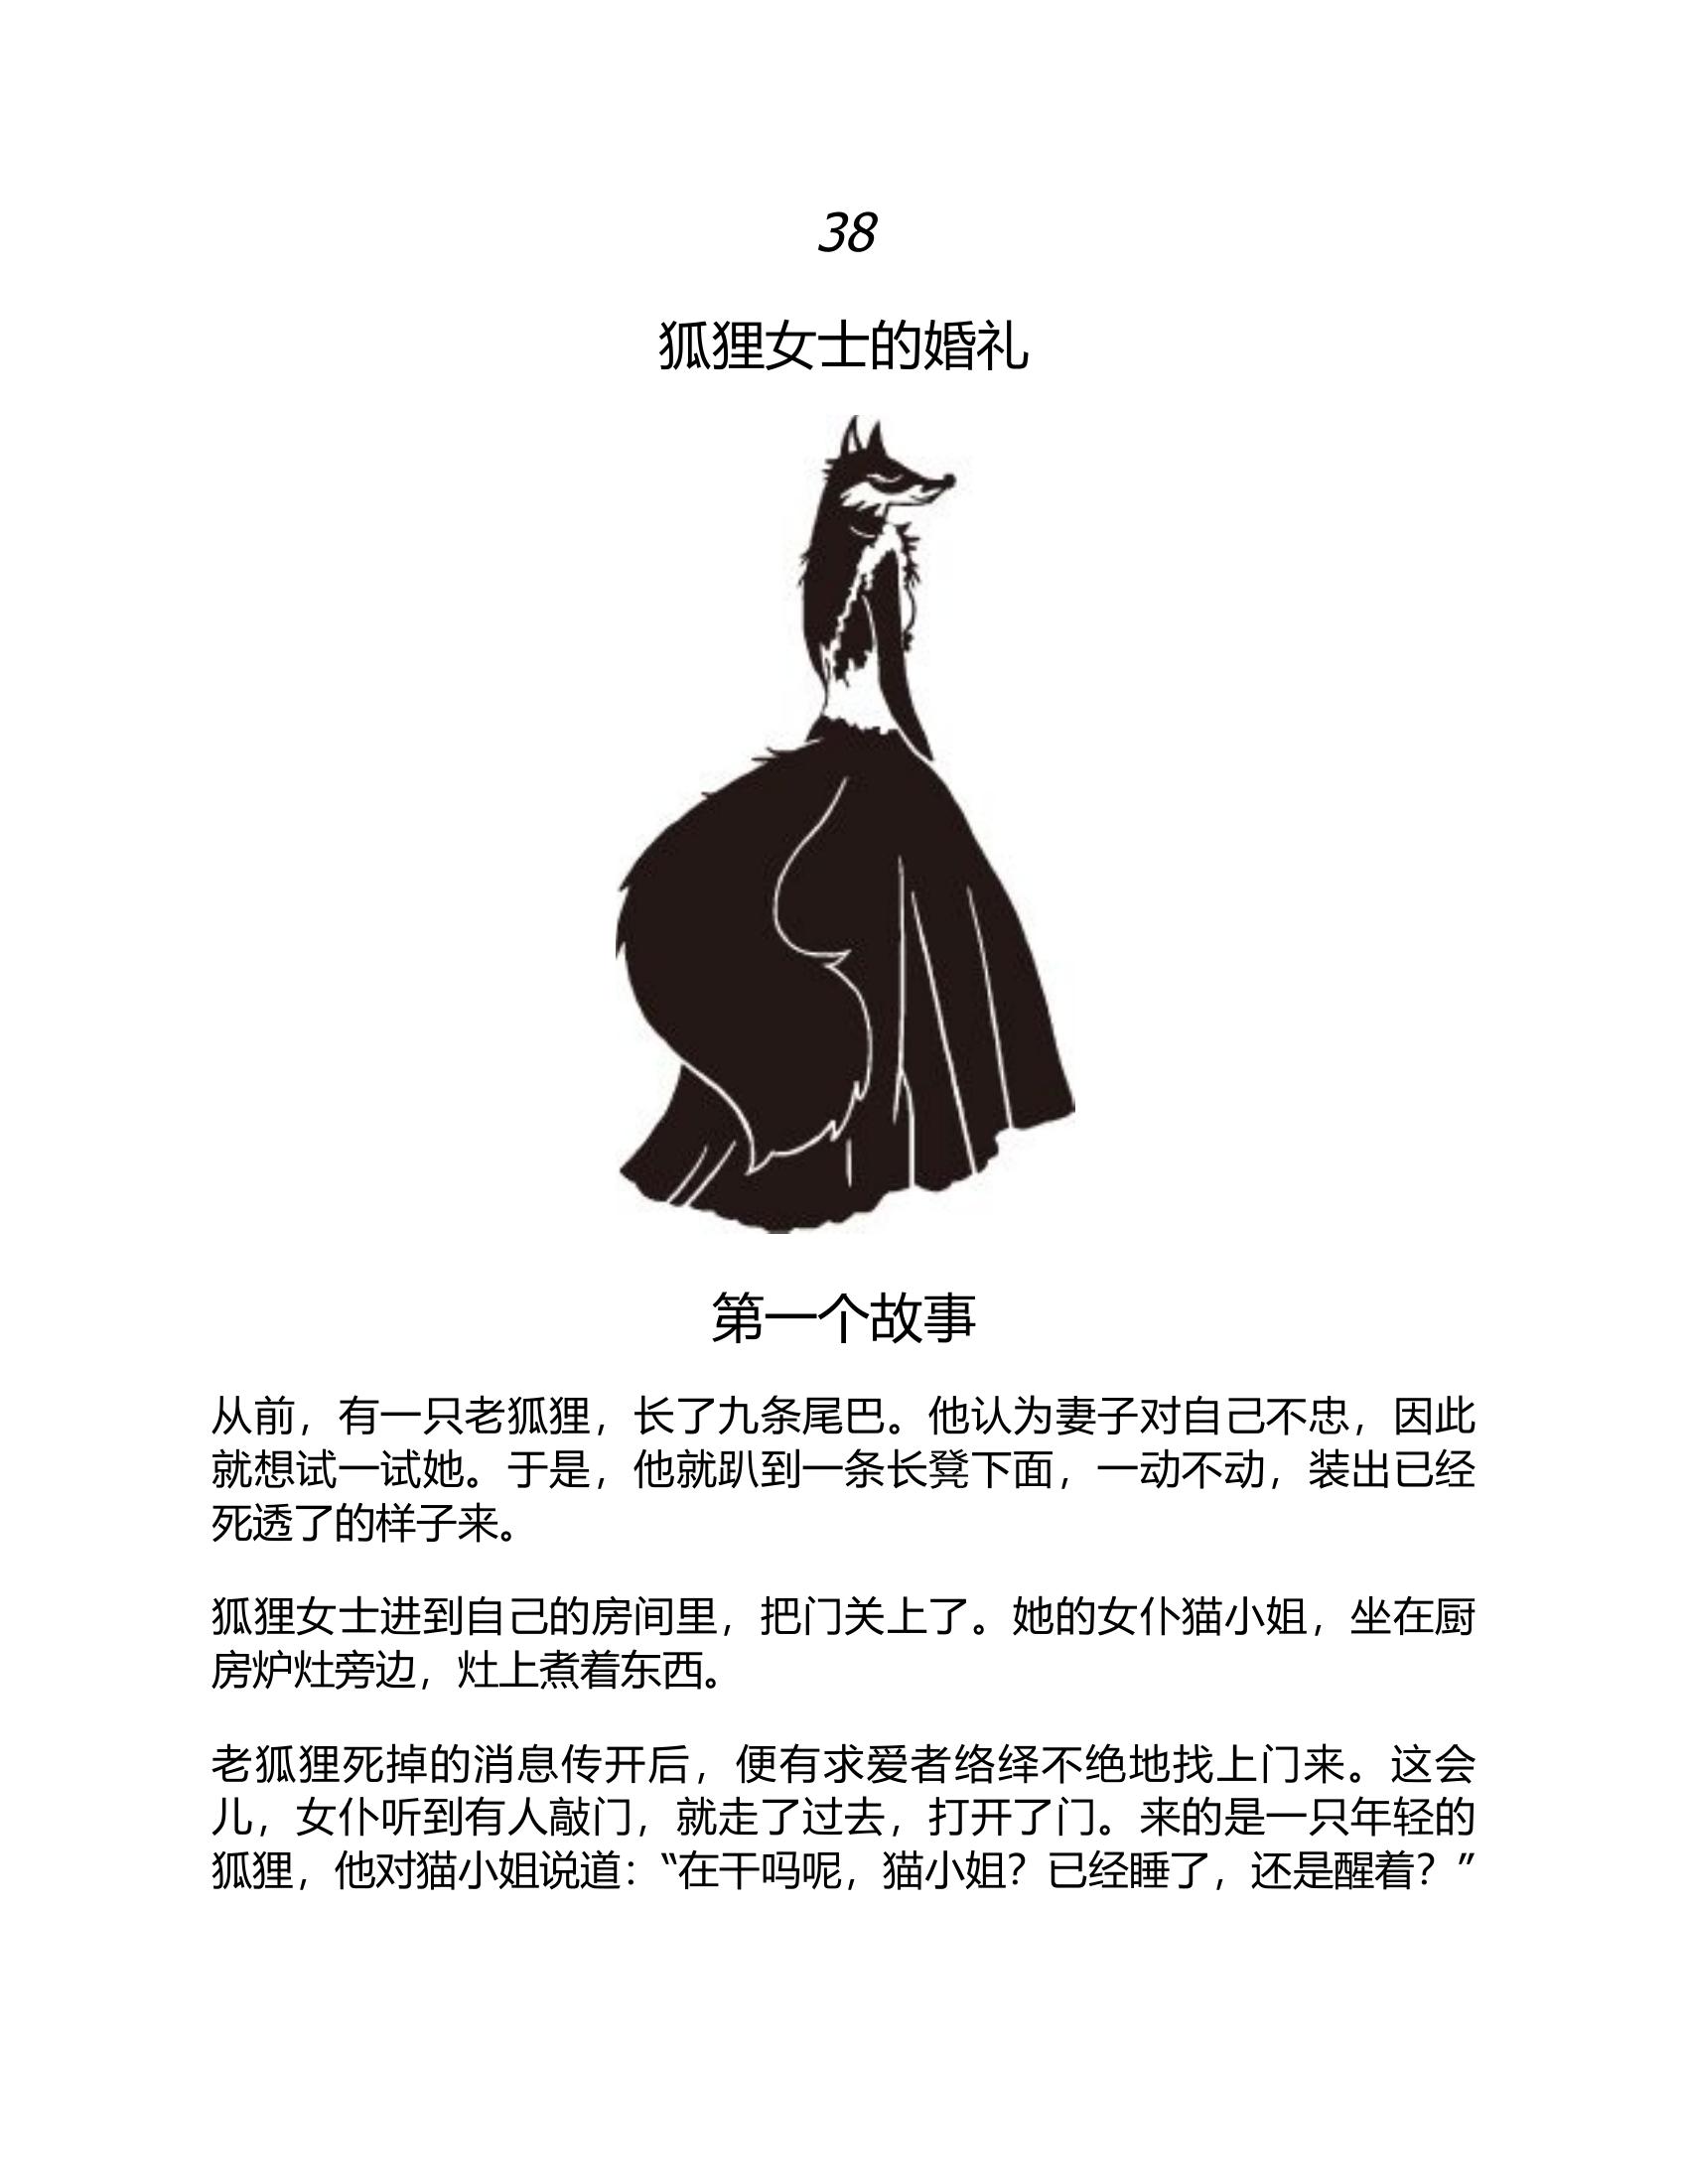 38
狐狸女士的婚礼
第一个故事
从前，有一只老狐狸，长了九条尾巴。他认为妻子对自己不忠，因此
就想试一试她。于是，他就趴到一条长凳下面，一动不动，装出已经
死透了的样子来。
狐狸女士进到自己的房间里，把门关上了。她的女仆猫小姐，坐在厨
房炉灶旁边，灶上煮着东西。
老狐狸死掉的消息传开后，便有求爱者络绎不绝地找上门来。这会
儿，女仆听到有人敲门，就走了过去，打开了门。来的是一只年轻的
狐狸，他对猫小姐说道：“在干吗呢，猫小姐？已经睡了，还是醒着？”